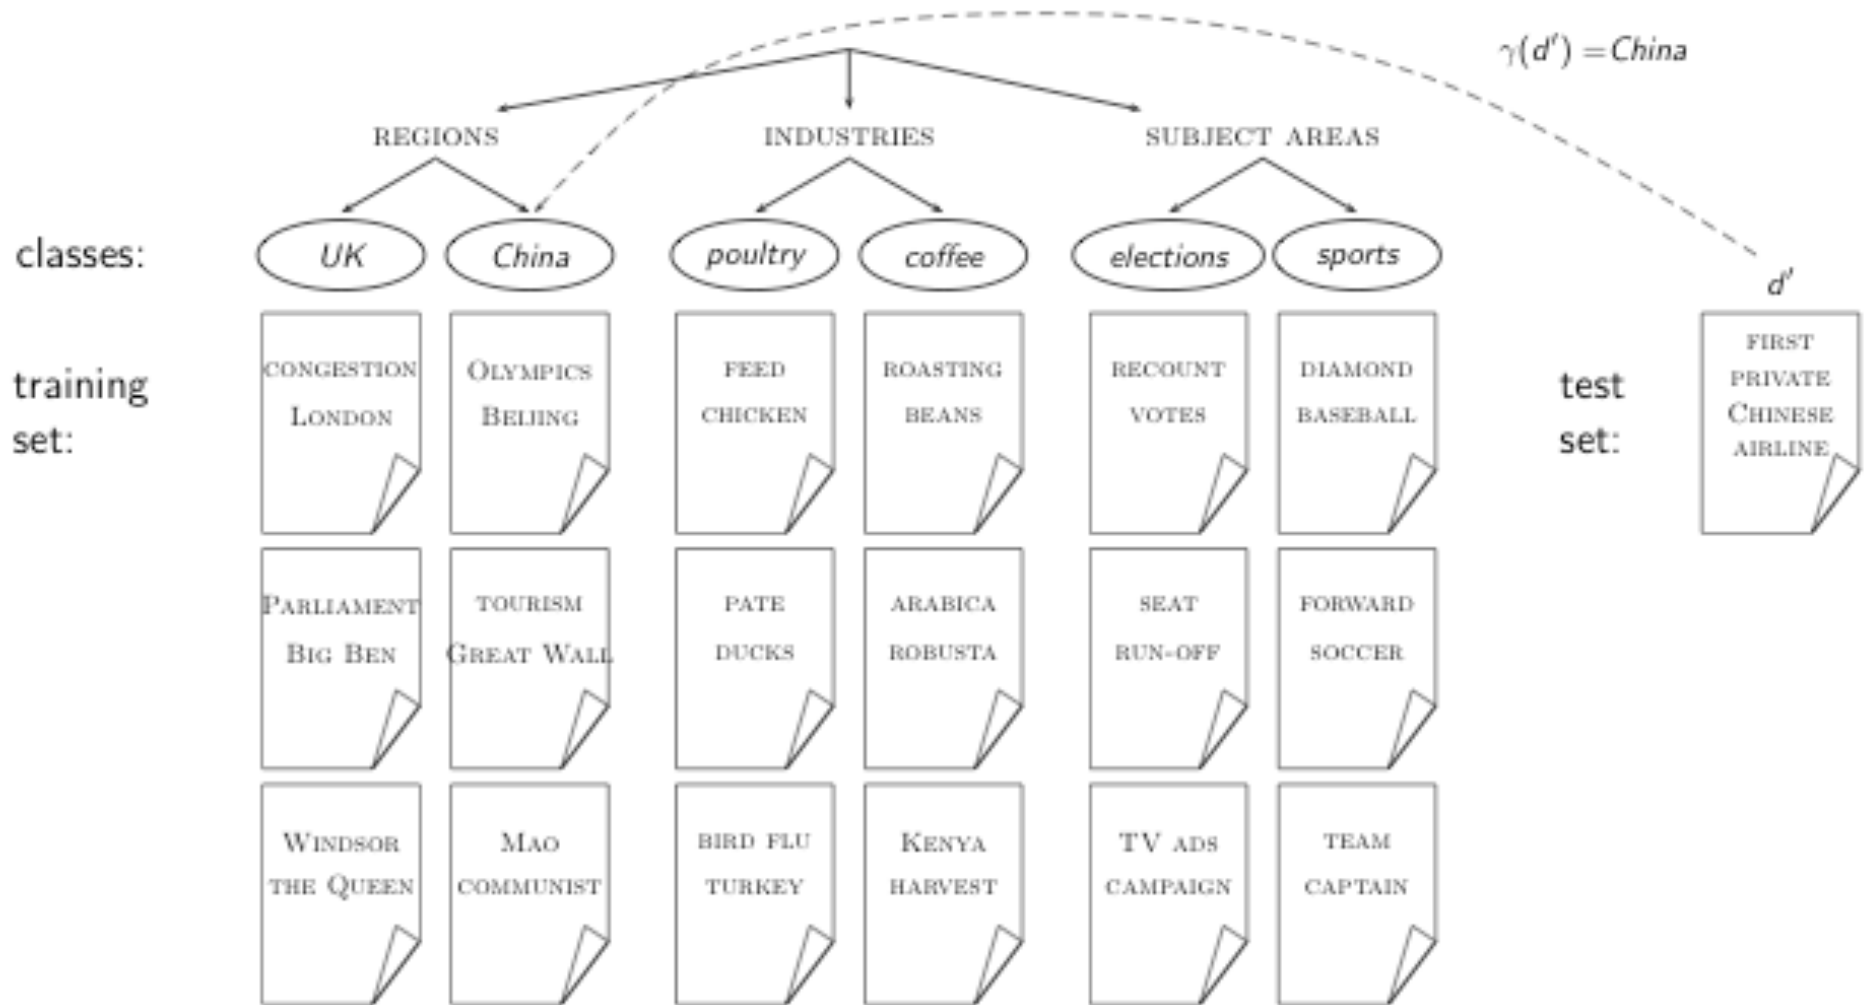 γ(d′) =China
REGIONS INDUSTRIES SUBJECT AREAS
classes: UK China poultry coffee elections sports
d′
training
set:
CONGESTION
LONDON
OLYMPICS
BEIJING
FEED
CHICKEN
ROASTING
BEANS
RECOUNT
VOTES
DIAMOND
BASEBALL
test
set:
FIRST
PRIVATE
CHINESE
AIRLINE
PARLIAMENT
BIG BEN
TOURISM
GREAT WALL
PATE
DUCKS
ARABICA
ROBUSTA
SEAT
RUN-OFF
FORWARD
SOCCER
WINDSOR
THE QUEEN
MAO
COMMUNIST
BIRD FLU
TURKEY
KENYA
HARVEST
TV ADS
CAMPAIGN
TEAM
CAPTAIN